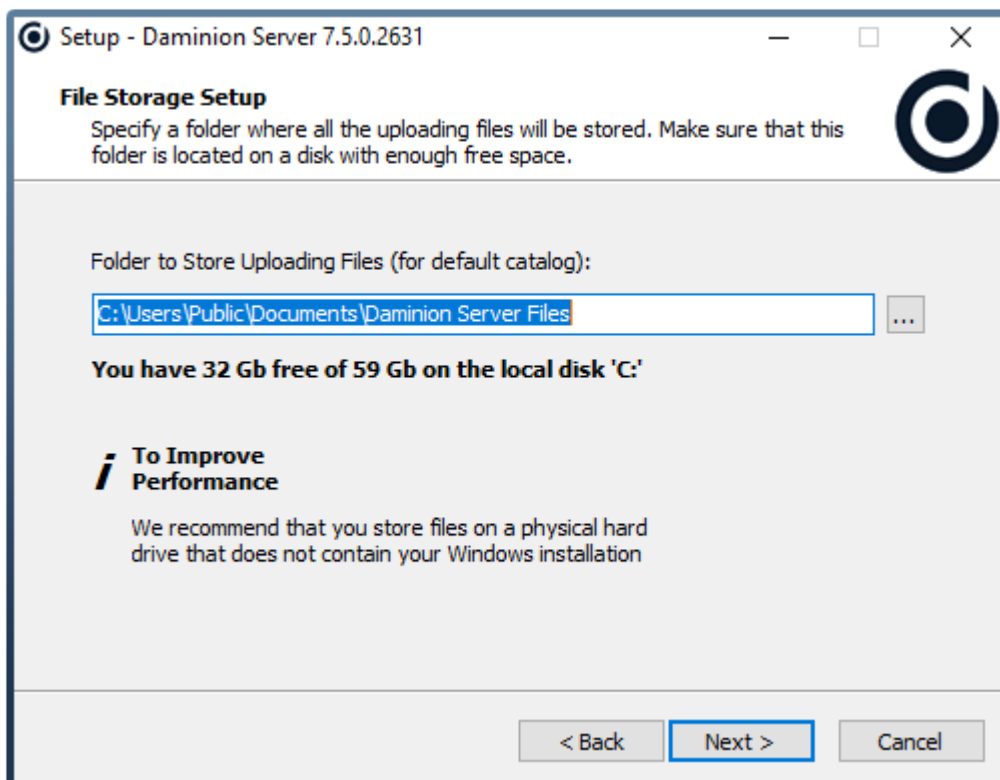 Setup - Daminion Server 7.5.0.2631
File Storage Setup
Specify a folder where all the uploading files will be stored. Make sure that this
folder is located on a disk with enough free space.
Folder to Store Uploading Files (for default catalog):
C:\Users\Public\Documents\Daminion Server Files
...
You have 32 Gb free of 59 Gb on the local disk 'C:'
i
To Improve
Performance
We recommend that you store files on a physical hard
drive that does not contain your Windows installation
< Back
Next >
Cancel